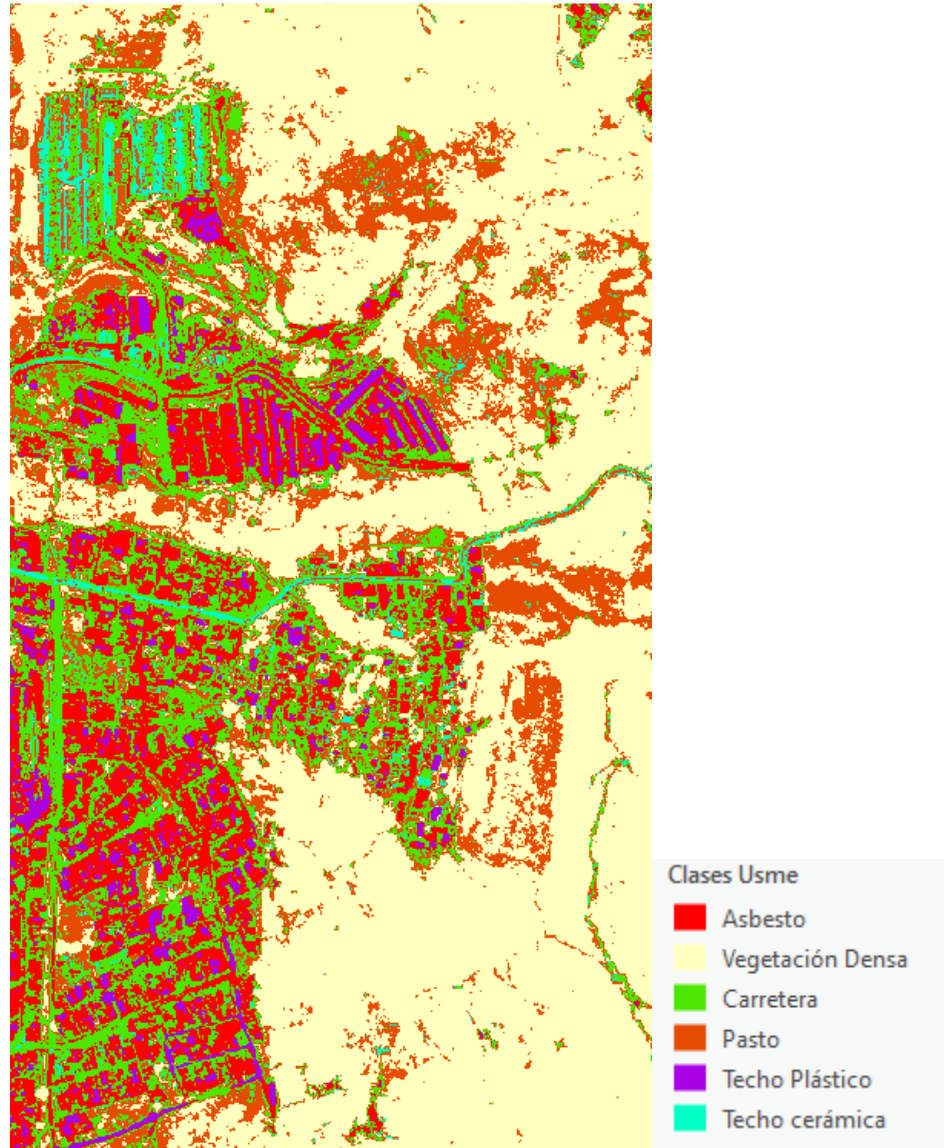 Clases Usme
Asbesto
Vegetación Densa
Carretera
Pasto
Techo Plástico
Techo cerámica